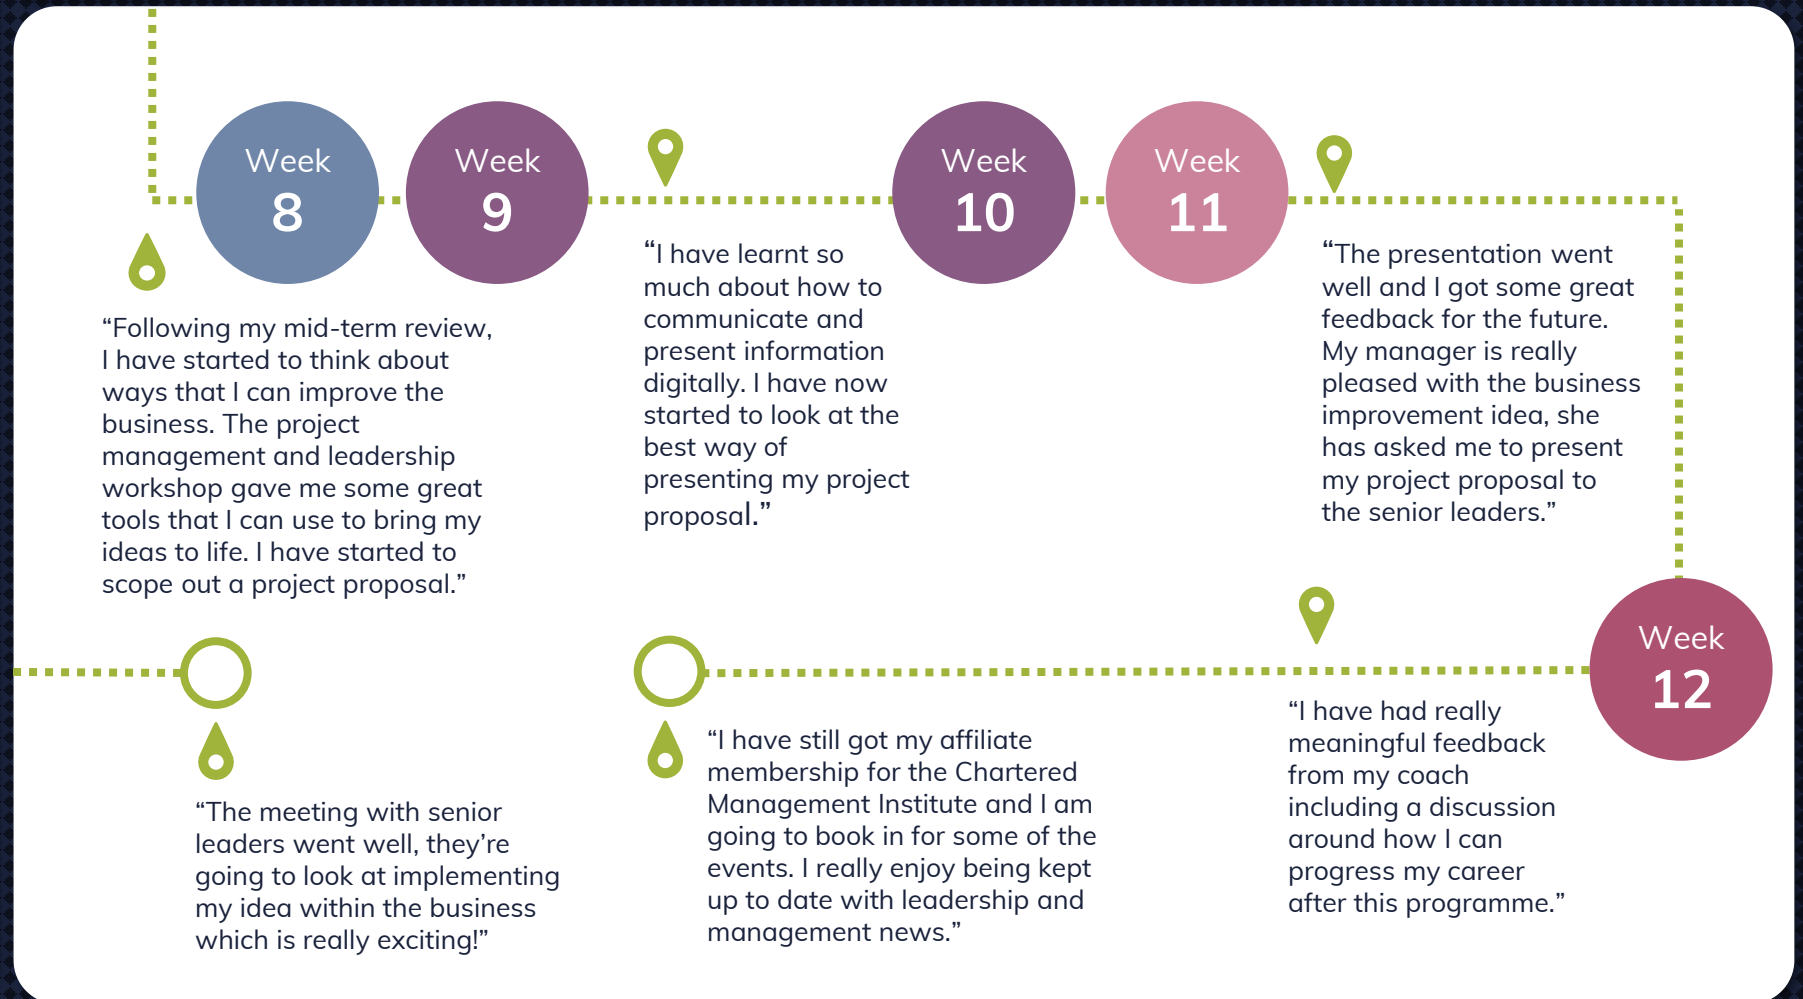 Week
8
Week
9
Week
10
Week
11
“Following my mid-term review,
I have started to think about
ways that I can improve the
business. The project
management and leadership
workshop gave me some great
tools that I can use to bring my
ideas to life. I have started to
scope out a project proposal.”
“I have learnt so
much about how to
communicate and
present information
digitally. I have now
started to look at the
best way of
presenting my project
proposal.”
“The presentation went
well and I got some great
feedback for the future.
My manager is really
pleased with the business
improvement idea, she
has asked me to present
my project proposal to
the senior leaders.”
Week
12
“I have had really
meaningful feedback
from my coach
including a discussion
around how I can
progress my career
after this programme.”
“I have still got my affiliate
membership for the Chartered
Management Institute and I am
going to book in for some of the
events. I really enjoy being kept
up to date with leadership and
management news.”
“The meeting with senior
leaders went well, they’re
going to look at implementing
my idea within the business
which is really exciting!”